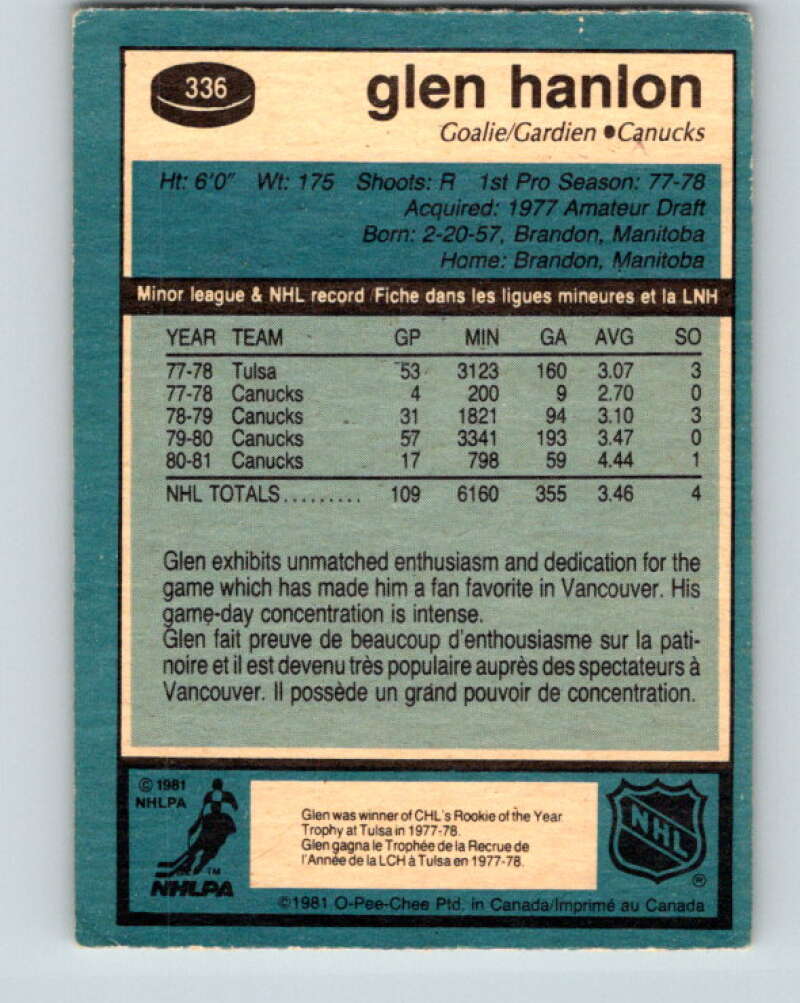 336
glen hanlon
Goalie/Gardien •Canucks
Ht: 6'0" Wt: 175 Shoots: R 1st Pro Season: 77-78
Acquired: 1977 Amateur Draft
Born: 2-20-57, Brandon, Manitoba
Home: Brandon, Manitoba
Minor league & NHL record/Fiche dans les ligues mineures et la LNH
YEAR TEAM GP MIN GA AVG SO
77-78 Tulsa 53 3123 160 3.07 3
77-78 Canucks 4 200 9 2.70 0
78-79 Canucks 31 1821 94 3.10 3
79-80 Canucks 57 3341 193 3.47 0
80-81 Canucks 17 798 59 4.44 1
NHL TOTALS......... 109 6160 355 3.46 4
Glen exhibits unmatched enthusiasm and dedication for the
game which has made him a fan favorite in Vancouver. His
game-day concentration is intense.
Glen fait preuve de beaucoup d'enthousiasme sur la pati-
noire et il est devenu très populaire auprès des spectateurs à
Vancouver. Il possède un grand pouvoir de concentration.
© 1981
NHLPA
TM
NHLPA
Glen was winner of CHL's Rookie of the Year
Trophy at Tulsa in 1977-78.
Glen gagna le Trophée de la Recrue de
l'Année de la LCH à Tulsa en 1977-78.
NHL
®
©1981 O-Pee-Chee Ptd. in Canada/Imprimé au Canada